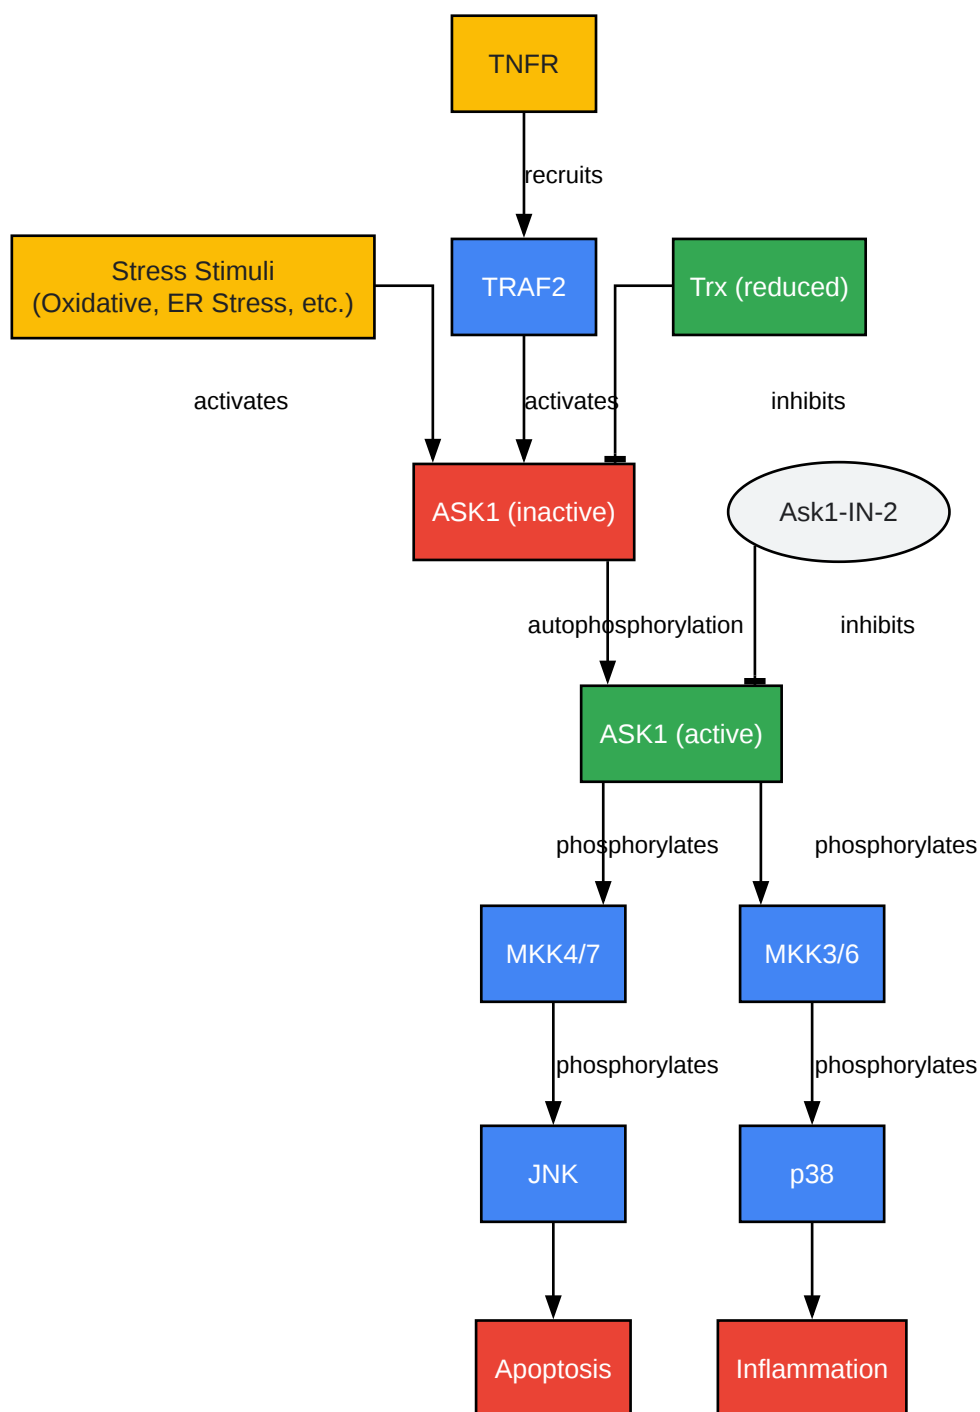 TNFR
recruits
Stress Stimuli
(Oxidative, ER Stress, etc.)
TRAF2
Trx (reduced)
activates
activates
inhibits
ASK1 (inactive)
Ask1-IN-2
autophosphorylation
inhibits
ASK1 (active)
phosphorylates
phosphorylates
MKK4/7
MKK3/6
phosphorylates
phosphorylates
JNK
p38
Apoptosis
Inflammation